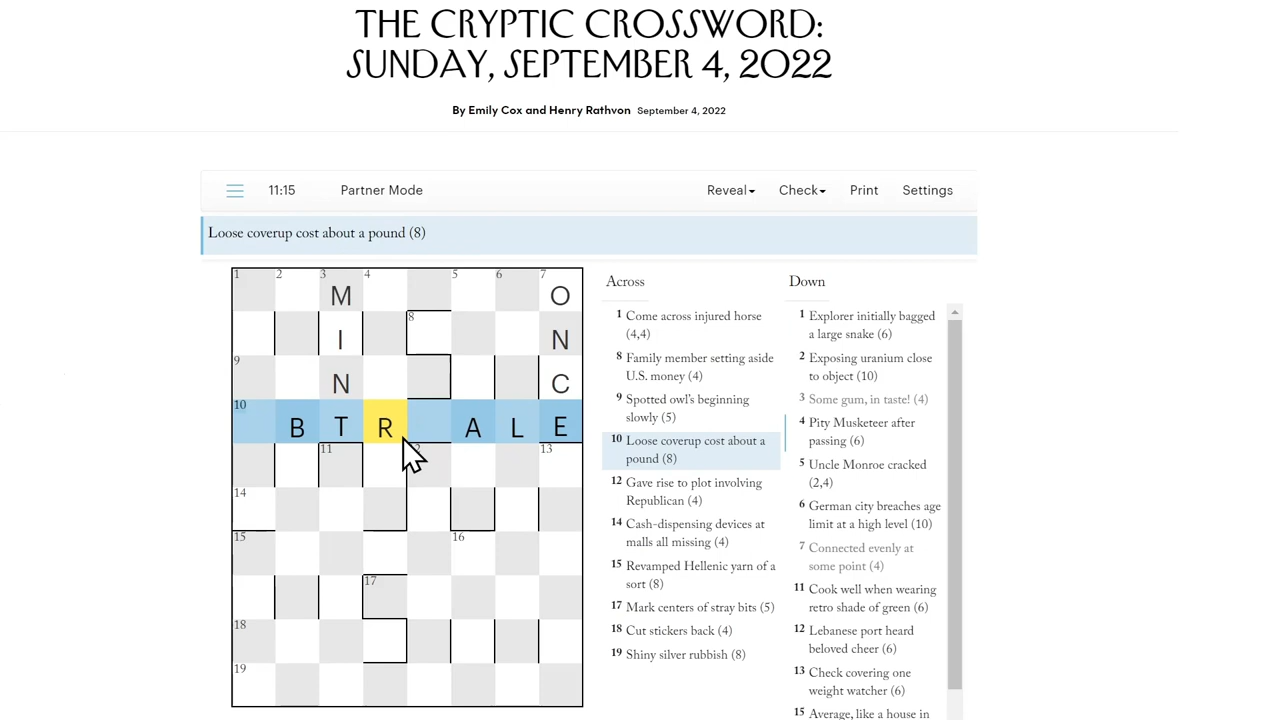 THE CRYPTIC CROSSWORD:
SUNDAY, SEPTEMBER 4, 2022
By Emily Cox and Henry Rathvon September 4, 2022
11:15 Partner Mode Reveal Check Print Settings
Loose coverup cost about a pound (8)
1 2 3 4 5 6 7
M O
8
I N
9
N C
10
B T R A L E
11 2 13
14
15 16
17
18
19
Across
1 Come across injured horse
(4,4)
8 Family member setting aside
U.S. money (4)
9 Spotted owl's beginning
slowly (5)
10 Loose coverup cost about a
pound (8)
12 Gave rise to plot involving
Republican (4)
14 Cash-dispensing devices at
malls all missing (4)
15 Revamped Hellenic yarn of a
sort (8)
17 Mark centers of stray bits (5)
18 Cut stickers back (4)
19 Shiny silver rubbish (8)
Down
1 Explorer initially bagged
a large snake (6)
2 Exposing uranium close
to object (10)
3 Some gum, in taste! (4)
4 Pity Musketeer after
passing (6)
5 Uncle Monroe cracked
(2,4)
6 German city breaches age
limit at a high level (10)
7 Connected evenly at
some point (4)
11 Cook well when wearing
retro shade of green (6)
12 Lebanese port heard
beloved cheer (6)
13 Check covering one
weight watcher (6)
15 Average, like a house in